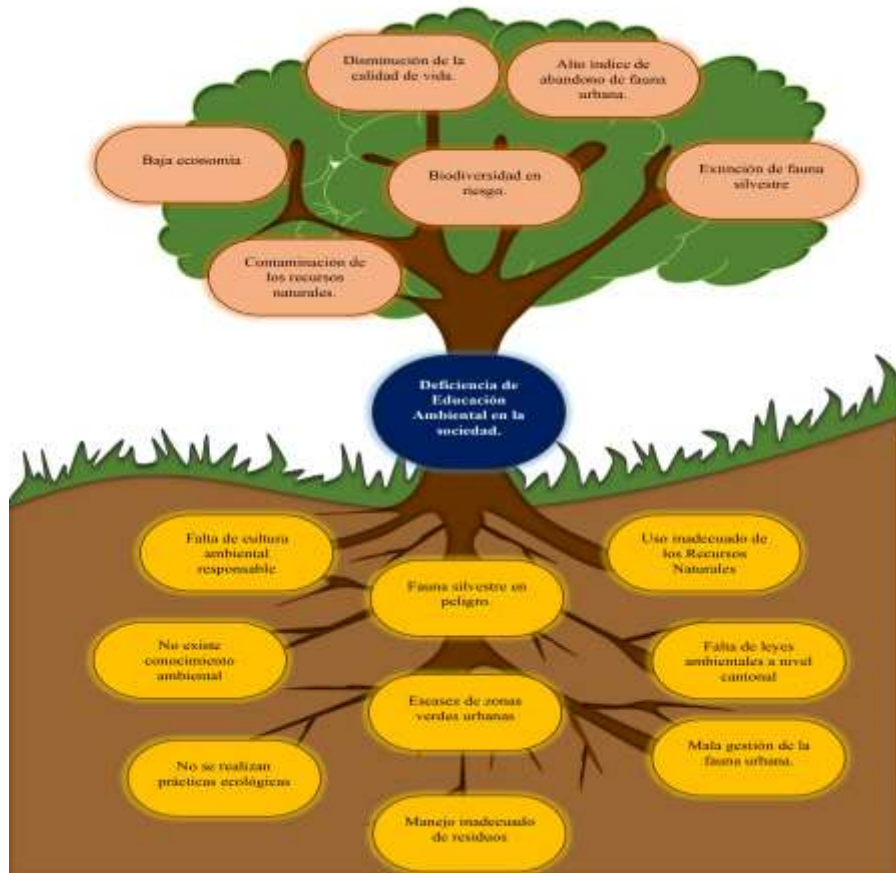 Disminución de la
calidad de vida.
Alto índice de
abandono de fauna
urbana.
Baja economía
Biodiversidad en
riesgo.
Extinción de fauna
silvestre
Contaminación de
los recursos
naturales.
Deficiencia de
Educación
Ambiental en la
sociedad.
Falta de cultura
ambiental
responsable
Uso inadecuado de
los Recursos
Naturales
Fauna silvestre en
peligro.
No existe
conocimiento
ambiental
Falta de leyes
ambientales a nivel
cantonal
Escases de zonas
verdes urbanas
No se realizan
prácticas ecológicas
Mala gestión de la
fauna urbana.
Manejo inadecuado
de residuos